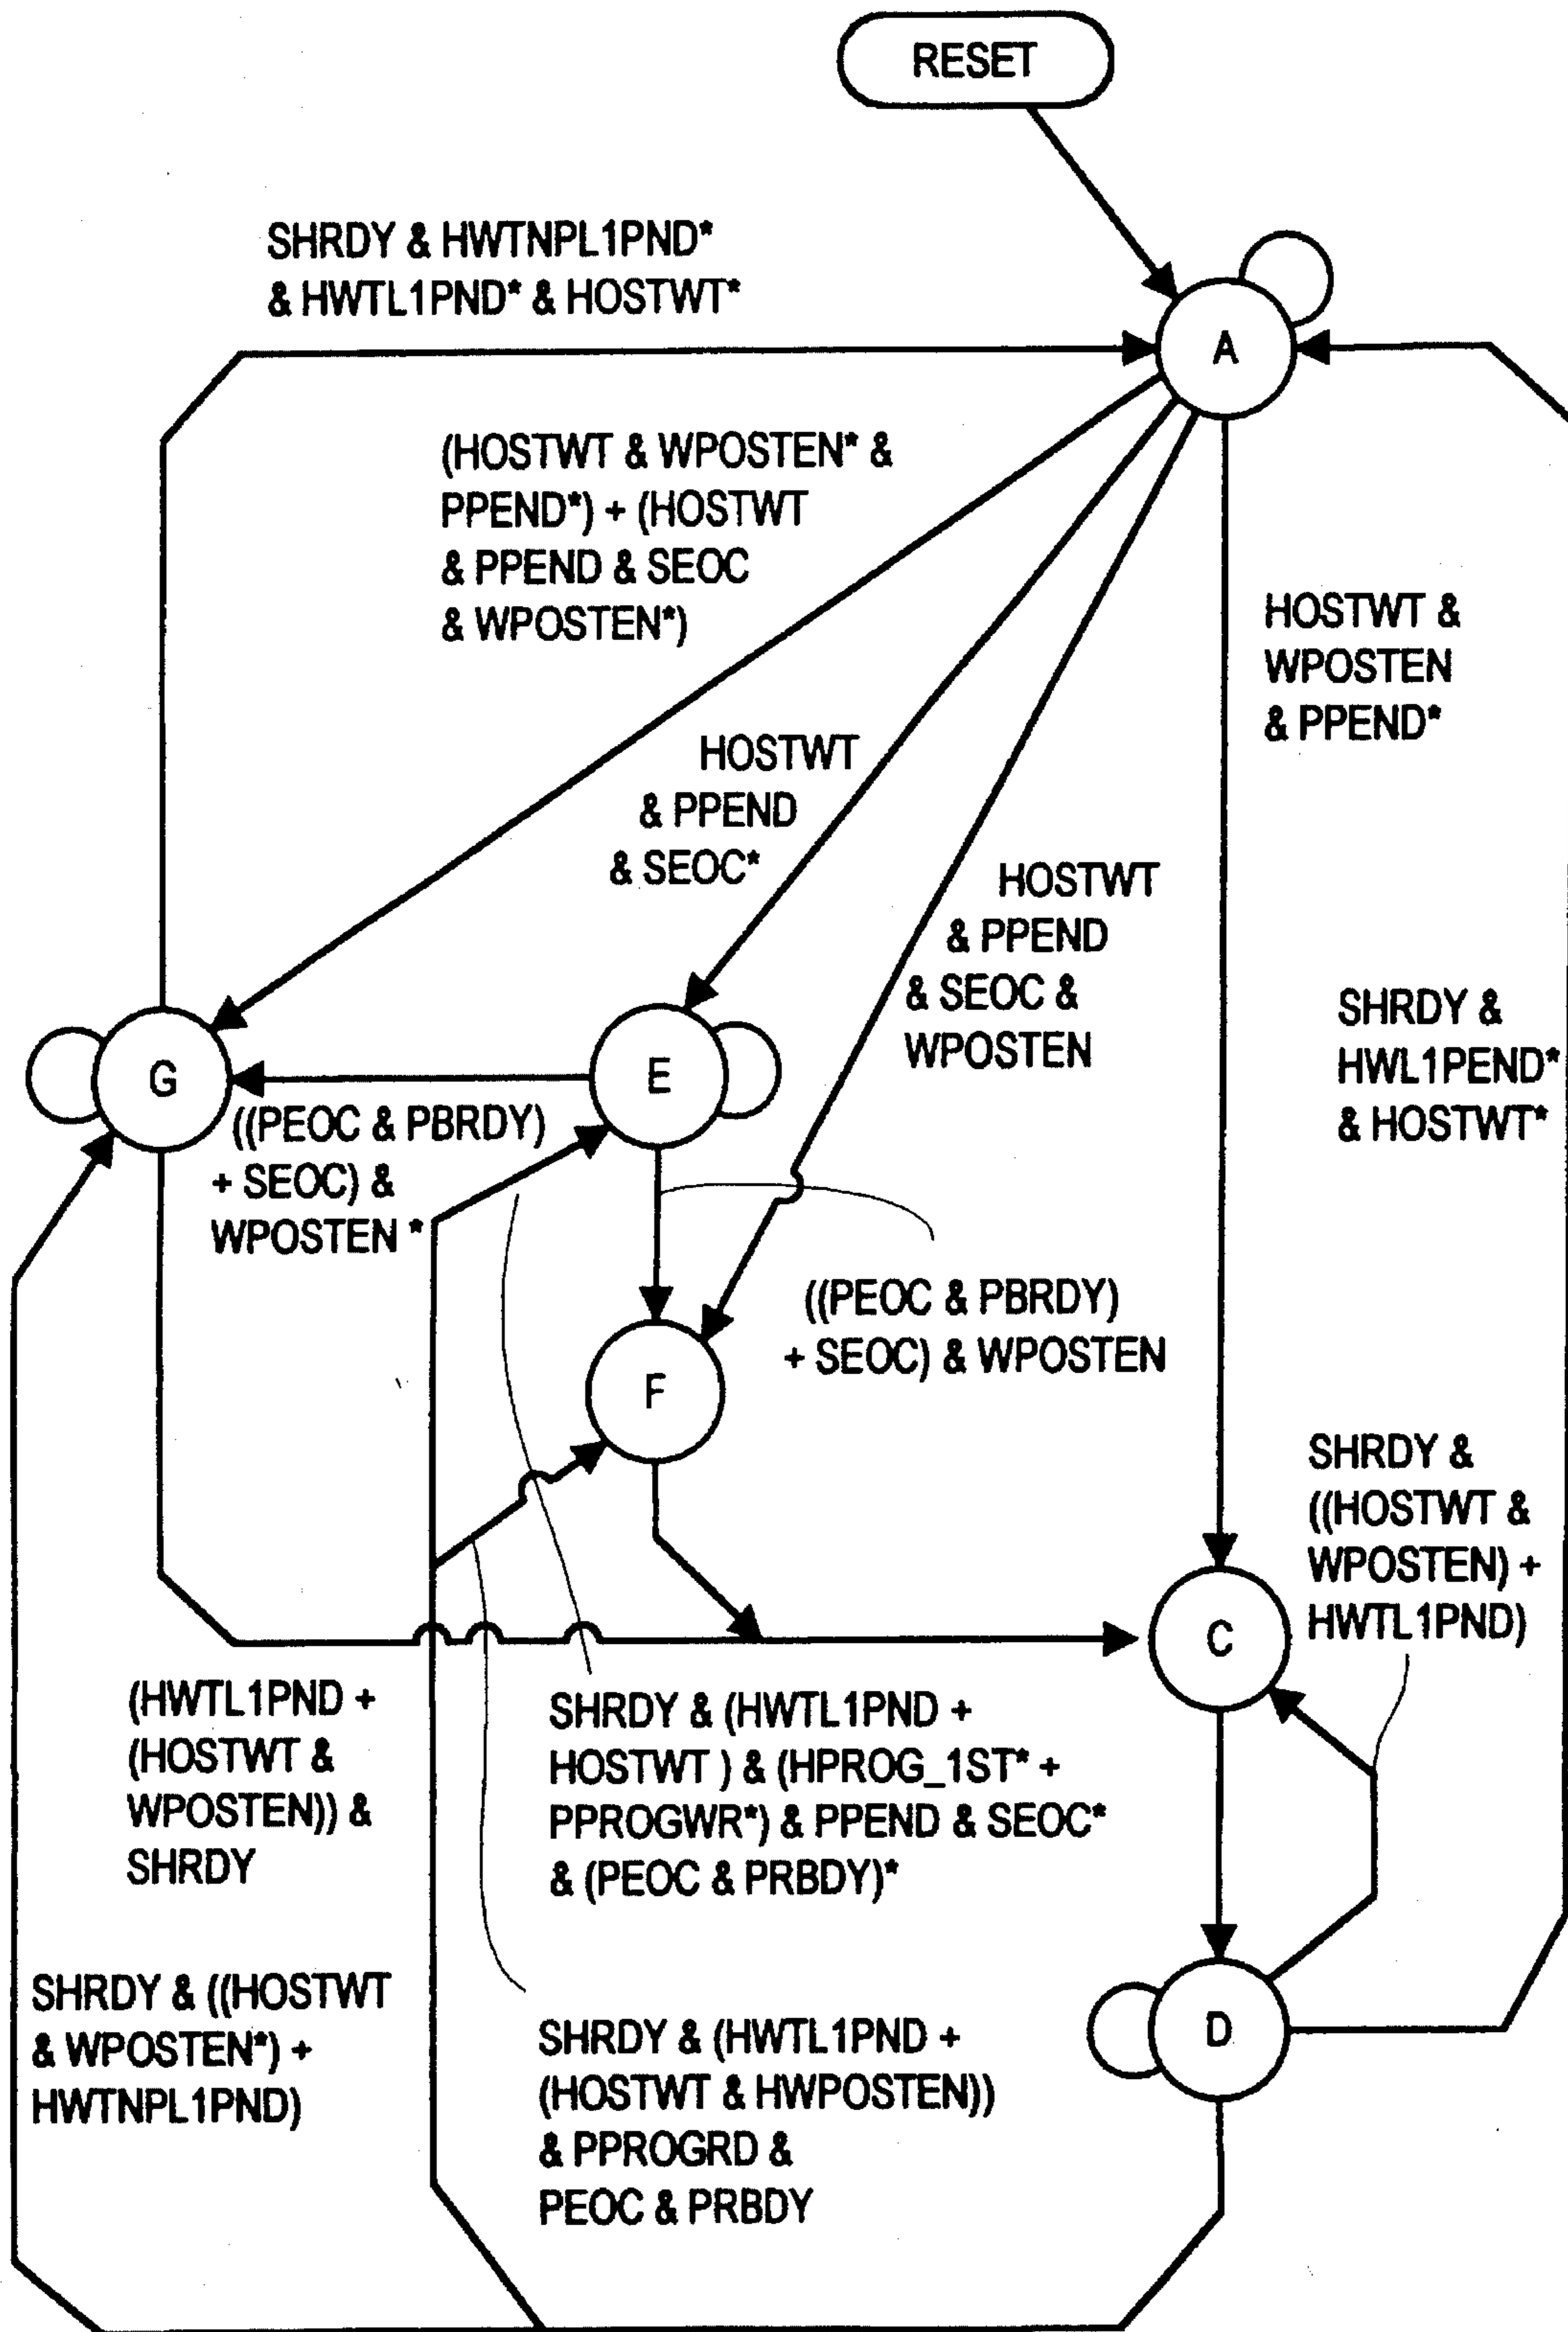 RESET
SHRDY & HWTNPL1PND*
& HWTL1PND* & HOSTWT*
A
(HOSTWT & WPOSTEN* &
PPEND*) + (HOSTWT
& PPEND & SEOC
& WPOSTEN*)
HOSTWT &
WPOSTEN
& PPEND*
HOSTWT
& PPEND
& SEOC*
HOSTWT
& PPEND
& SEOC &
WPOSTEN
SHRDY &
HWL1PEND*
& HOSTWT*
G
E
((PEOC & PBRDY)
+ SEOC) &
WPOSTEN *
((PEOC & PBRDY)
+ SEOC) & WPOSTEN
F
SHRDY &
((HOSTWT &
WPOSTEN) +
HWTL1PND)
C
(HWTL1PND +
(HOSTWT &
WPOSTEN)) &
SHRDY
SHRDY & (HWTL1PND +
HOSTWT ) & (HPROG_1ST* +
PPROGWR*) & PPEND & SEOC*
& (PEOC & PRBDY)*
SHRDY & ((HOSTWT
& WPOSTEN*) +
HWTNPL1PND)
SHRDY & (HWTL1PND +
(HOSTWT & HWPOSTEN))
& PPROGRD &
PEOC & PRBDY
D